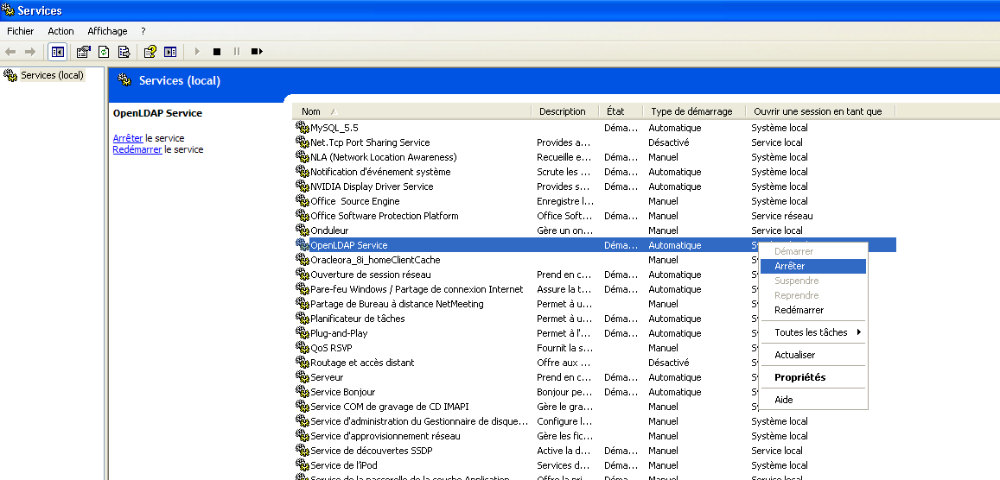 Services
Fichier Action Affichage ?
Services (local)
Services (local)
OpenLDAP Service
Arrêter le service
Redémarrer le service
Nom Description État Type de démarrage Ouvrir une session en tant que
MySQL_5.5 Déma... Automatique Système local
Net.Tcp Port Sharing Service Provides a... Désactivé Service local
NLA (Network Location Awareness) Recueille e... Déma... Manuel Système local
Notification d'événement système Scrute les ... Déma... Automatique Système local
NVIDIA Display Driver Service Provides s... Déma... Automatique Système local
Office Source Engine Enregistre l... Manuel Système local
Office Software Protection Platform Office Soft... Déma... Manuel Service réseau
Onduleur Gère un on... Manuel Service local
OpenLDAP Service Déma... Automatique
Oracleora_8i_homeClientCache Manuel
Ouverture de session réseau Prend en c... Déma... Automatique
Pare-feu Windows / Partage de connexion Internet Assure la t... Déma... Automatique
Partage de Bureau à distance NetMeeting Permet à u... Manuel
Planificateur de tâches Permet à u... Déma... Automatique
Plug-and-Play Permet à l'... Déma... Automatique
QoS RSVP Fournit la s... Manuel
Routage et accès distant Offre aux ... Désactivé
Serveur Prend en c... Déma... Automatique
Service Bonjour Bonjour pe... Déma... Automatique
Service COM de gravage de CD IMAPI Gère le gra... Manuel
Service d'administration du Gestionnaire de disque... Configure l... Manuel Système local
Service d'approvisionnement réseau Gère les fic... Manuel Système local
Service de découvertes SSDP Active la d... Déma... Manuel Service local
Service de l'iPod Services d... Déma... Manuel Système local
Service de la passerelle de la couche Application Offre la pri... Déma... Manuel Service local
Démarrer
Arrêter
Suspendre
Reprendre
Redémarrer
Toutes les tâches
Actualiser
Propriétés
Aide